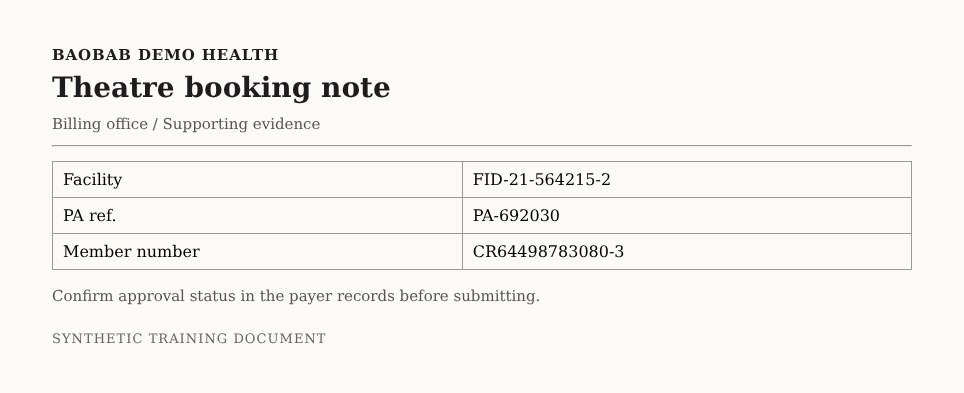 BAOBAB DEMO HEALTH
Theatre booking note
Billing office / Supporting evidence
Facility FID-21-564215-2
PA ref. PA-692030
Member number CR64498783080-3
Confirm approval status in the payer records before submitting.
SYNTHETIC TRAINING DOCUMENT